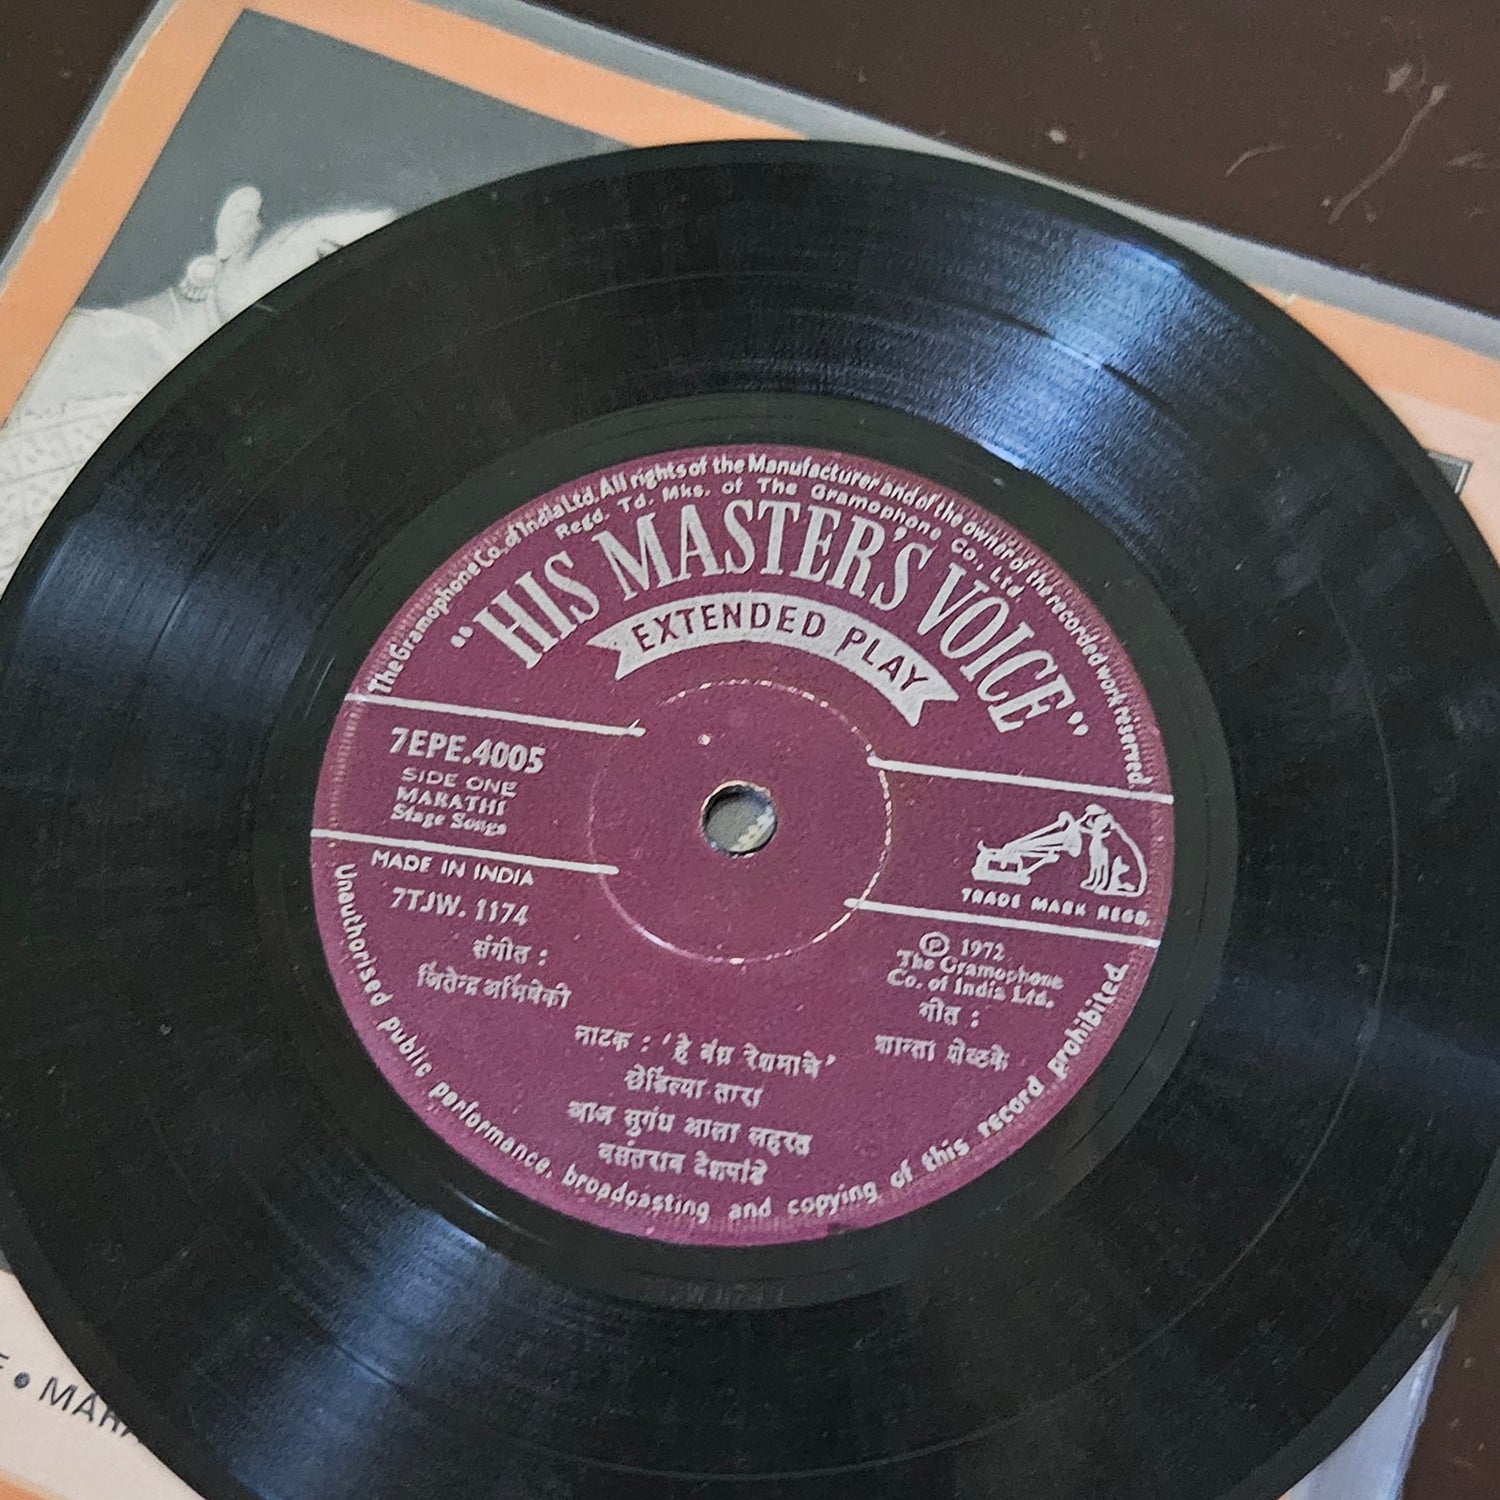 The Gramophone Co. of India Ltd. All rights of the Manufacturer and of the owner of the recorded work reserved
Regd. Td. Mks. of The Gramophone Co., Ltd.
"HIS MASTER'S VOICE"
EXTENDED PLAY
7EPE.4005
SIDE ONE
MARATHI
Stage Songs
TRADE MARK REGD.
MADE IN INDIA
7TJW. 1174
संगीत :
जितेन्द्र अभिषेकी
℗ 1972
The Gramophone
Co. of India Ltd.
गीत :
शान्ता शेळके
नाटक : 'हे बंध रेशमाचे'
छेडिल्या तारा
आज सुगंध आला लहरत
वसंतराव देशपांडे
Unauthorised public performance, broadcasting and copying of this record prohibited.